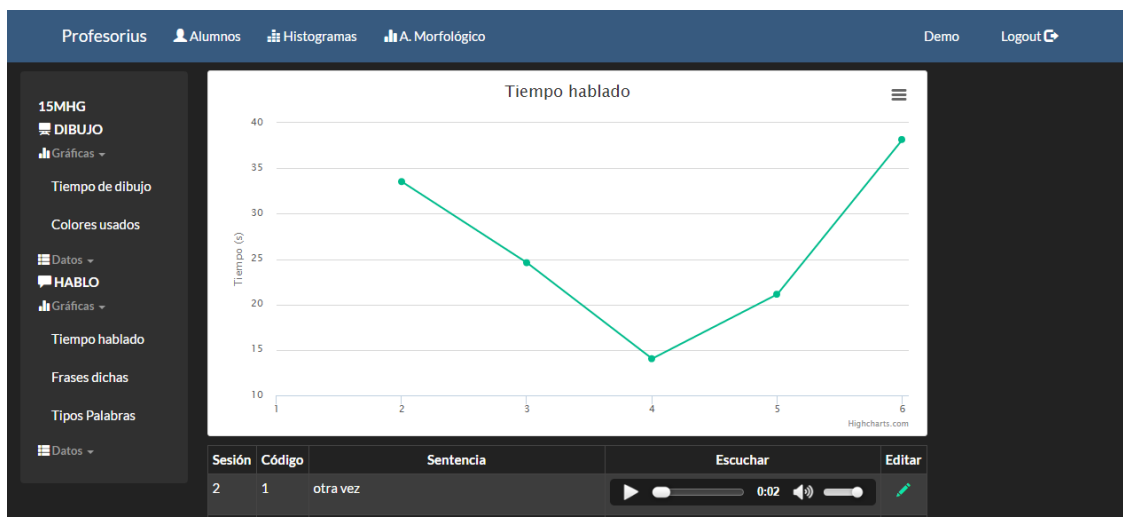 Profesorius Alumnos Histogramas A. Morfológico Demo Logout
15MHG
DIBUJO
Gráficas
Tiempo de dibujo
Colores usados
Datos
HABLO
Gráficas
Tiempo hablado
Frases dichas
Tipos Palabras
Datos
Tiempo hablado
Tiempo (s)
40
35
30
25
20
15
10
1 2 3 4 5 6
Highcharts.com
Sesión Código Sentencia Escuchar Editar
2 1 otra vez 0:02